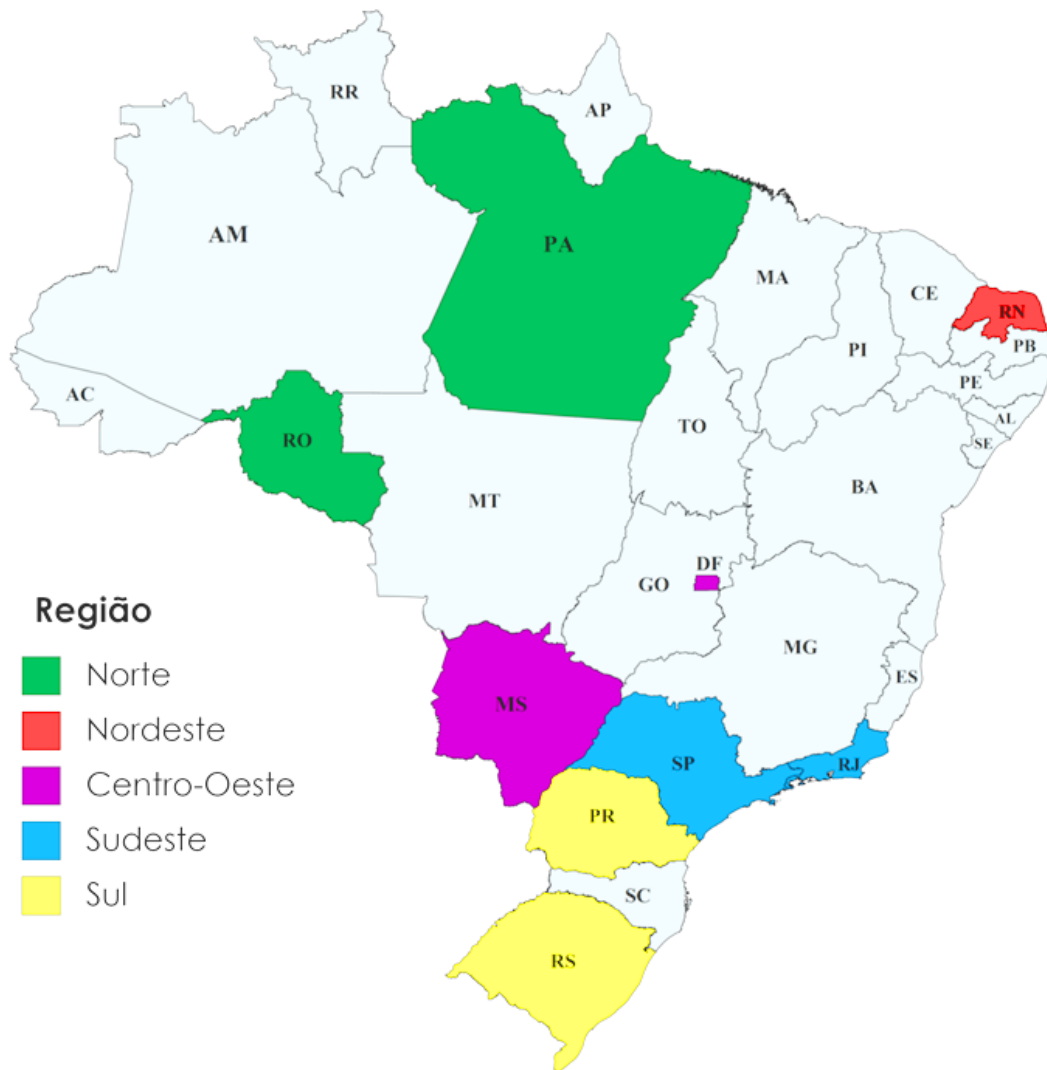 RR
AP
AM
PA
MA
CE
RN
PB
PI
PE
AC
AL
TO
RO
SE
BA
MT
DF
GO
MG
ES
MS
SP
RJ
PR
SC
RS
Região
Norte
Nordeste
Centro-Oeste
Sudeste
Sul